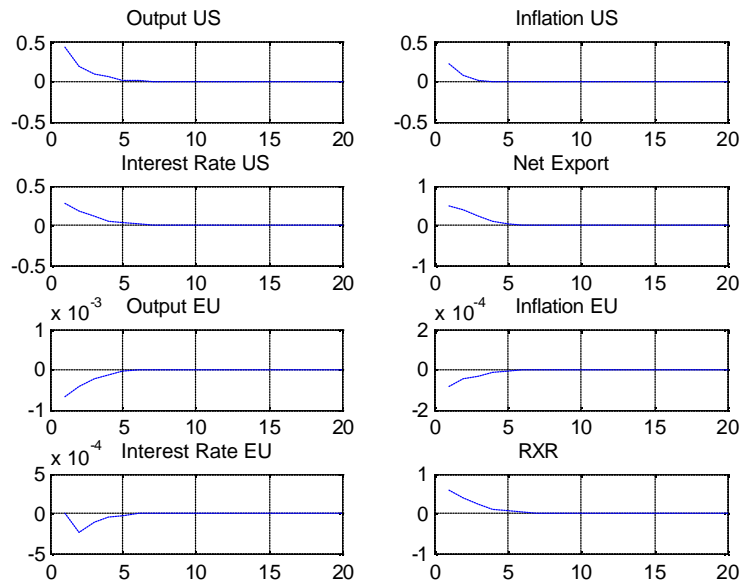 Output US
0.5
0
-0.5
0 5 10 15 20
Inflation US
0.5
0
-0.5
0 5 10 15 20
Interest Rate US
0.5
0
-0.5
0 5 10 15 20
Net Export
1
0
-1
0 5 10 15 20
x 10^-3 Output EU
1
0
-1
0 5 10 15 20
x 10^-4 Inflation EU
2
0
-2
0 5 10 15 20
x 10^-4 Interest Rate EU
5
0
-5
0 5 10 15 20
RXR
1
0
-1
0 5 10 15 20